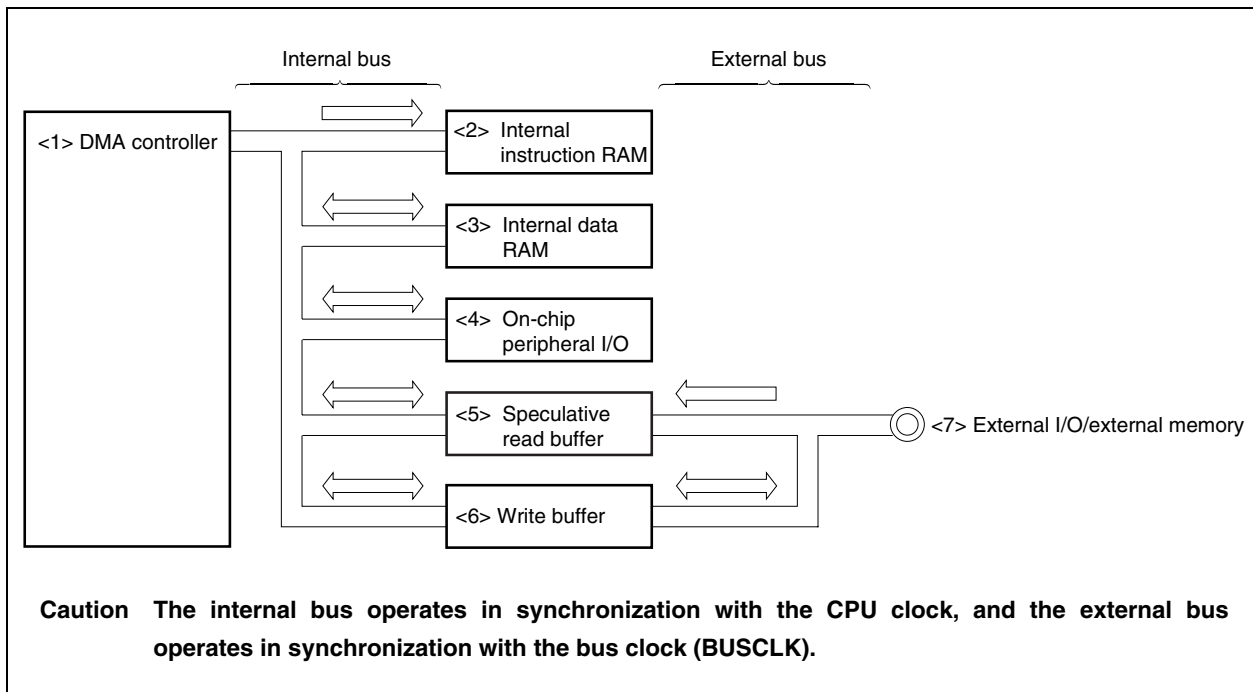 Internal bus
External bus
<1> DMA controller
<2> Internal
instruction RAM
<3> Internal data
RAM
<4> On-chip
peripheral I/O
<5> Speculative
read buffer
<7> External I/O/external memory
<6> Write buffer
Caution The internal bus operates in synchronization with the CPU clock, and the external bus
operates in synchronization with the bus clock (BUSCLK).